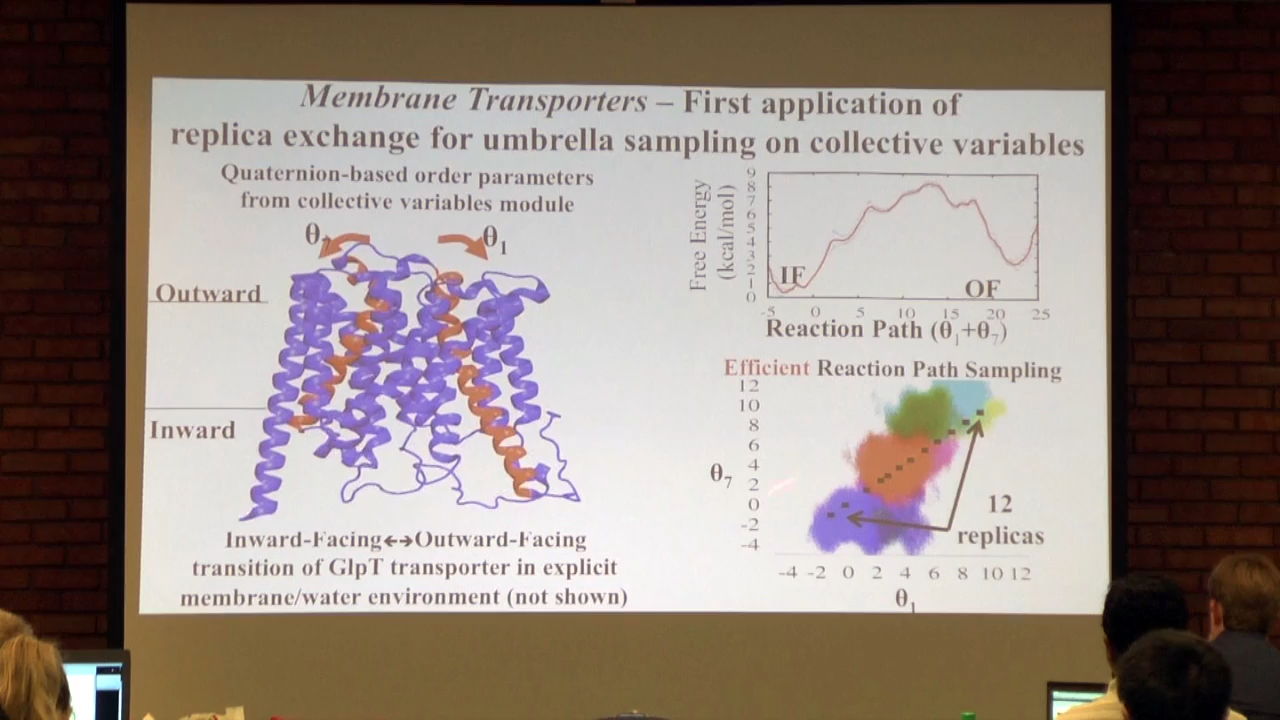 Membrane Transporters – First application of
replica exchange for umbrella sampling on collective variables
Quaternion-based order parameters
from collective variables module
θ7
θ1
Outward
Inward
Inward-Facing↔Outward-Facing
transition of GlpT transporter in explicit
membrane/water environment (not shown)
Free Energy
(kcal/mol)
9
8
7
6
5
4
3
2
1
0
IF
OF
-5 0 5 10 15 20 25
Reaction Path (θ1+θ7)
Efficient Reaction Path Sampling
12
10
8
6
4
2
0
-2
-4
θ7
12
replicas
-4 -2 0 2 4 6 8 10 12
θ1